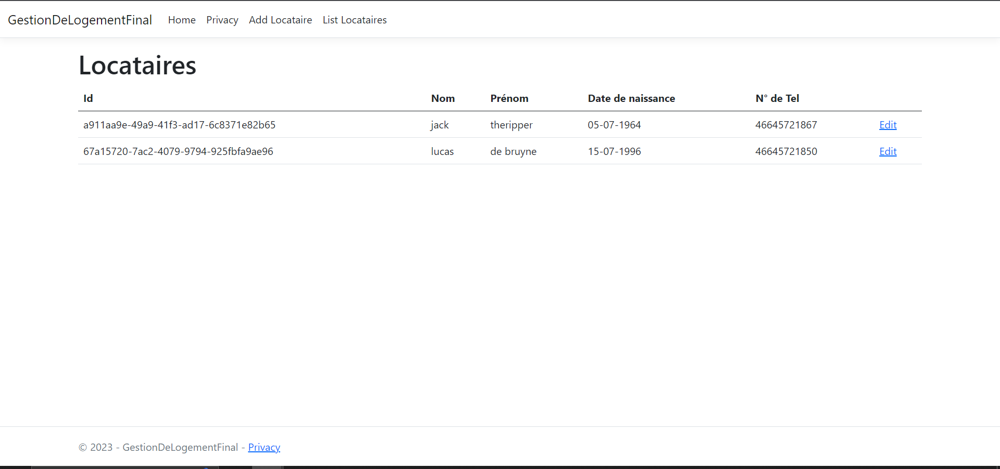 GestionDeLogementFinal Home Privacy Add Locataire List Locataires
Locataires
Id Nom Prénom Date de naissance N° de Tel
a911aa9e-49a9-41f3-ad17-6c8371e82b65 jack theripper 05-07-1964 46645721867 Edit
67a15720-7ac2-4079-9794-925fbfa9ae96 lucas de bruyne 15-07-1996 46645721850 Edit
© 2023 - GestionDeLogementFinal - Privacy